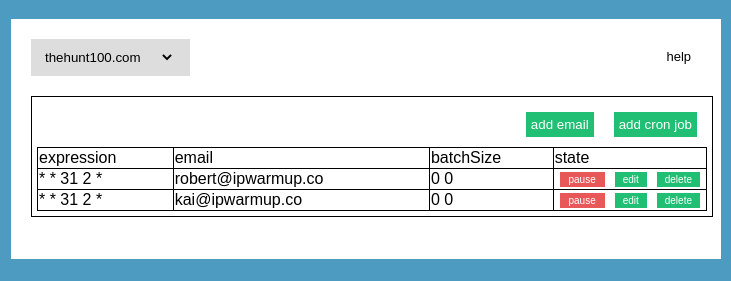 thehunt100.com
help
add email add cron job
expression email batchSize state
* * 31 2 * robert@ipwarmup.co 0 0 pause edit delete
* * 31 2 * kai@ipwarmup.co 0 0 pause edit delete